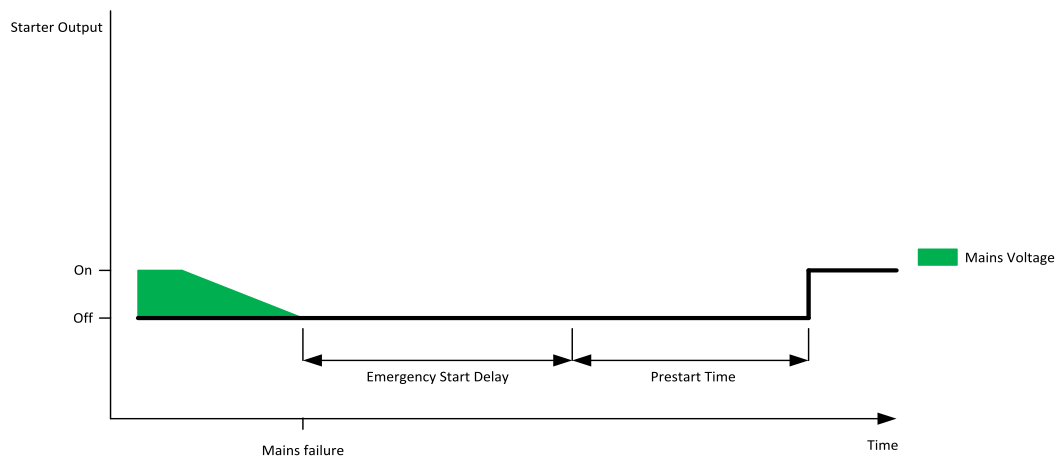 Starter Output
On
Off
Mains Voltage
Emergency Start Delay
Prestart Time
Mains failure
Time